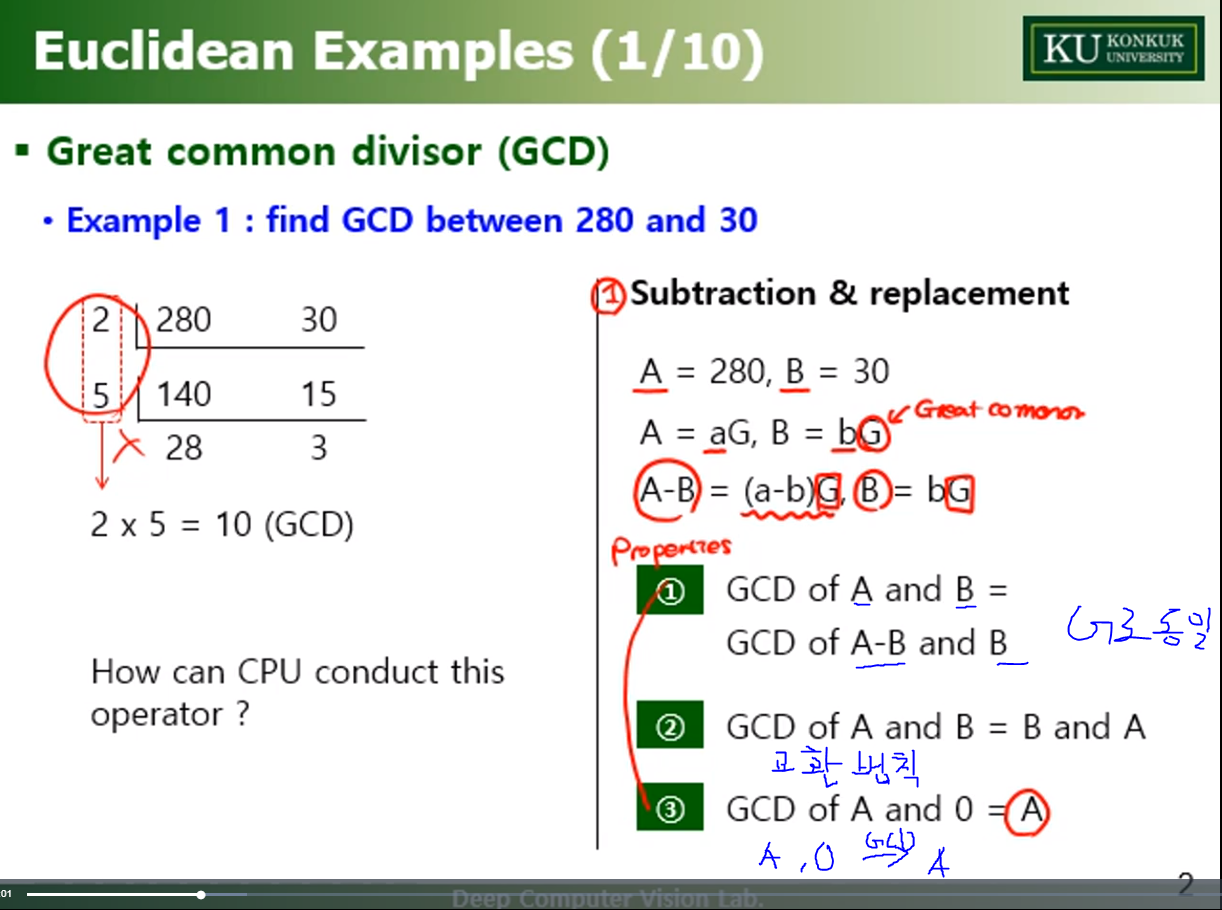 Euclidean Examples (1/10)
KU KONKUK UNIVERSITY
▪ Great common divisor (GCD)
• Example 1 : find GCD between 280 and 30
2 280 30
5 140 15
28 3
×
2 x 5 = 10 (GCD)
How can CPU conduct this
operator ?
1 Subtraction & replacement
A = 280, B = 30
Great comonor
A = aG, B = bG
A-B = (a-b)G, B = bG
Properties
① GCD of A and B =
GCD of A-B and B
G로 동일
② GCD of A and B = B and A
교환 법칙
③ GCD of A and 0 = A
A , 0 GCD ⇒ A
01
Deep Computer Vision Lab.
2